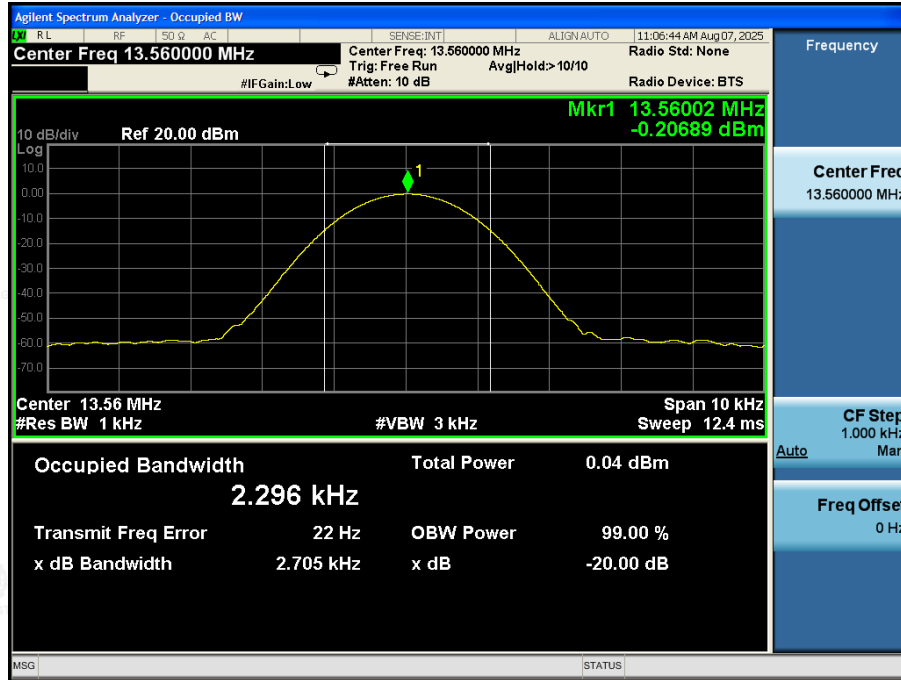 Agilent Spectrum Analyzer - Occupied BW
LXI RL RF 50 Ω AC SENSE:INT ALIGNAUTO 11:06:44 AM Aug 07, 2025
Center Freq 13.560000 MHz
Center Freq: 13.560000 MHz
Radio Std: None
Trig: Free Run Avg|Hold:>10/10
#IFGain:Low #Atten: 10 dB Radio Device: BTS
Mkr1 13.56002 MHz
10 dB/div Ref 20.00 dBm -0.20689 dBm
Log
10.0
0.00
-10.0
-20.0
-30.0
-40.0
-50.0
-60.0
-70.0
1
Center 13.56 MHz Span 10 kHz
#Res BW 1 kHz #VBW 3 kHz Sweep 12.4 ms
Occupied Bandwidth Total Power 0.04 dBm
2.296 kHz
Transmit Freq Error 22 Hz OBW Power 99.00 %
x dB Bandwidth 2.705 kHz x dB -20.00 dB
MSG STATUS
Frequency
Center Freq
13.560000 MHz
CF Step
1.000 kHz
Auto Man
Freq Offset
0 Hz